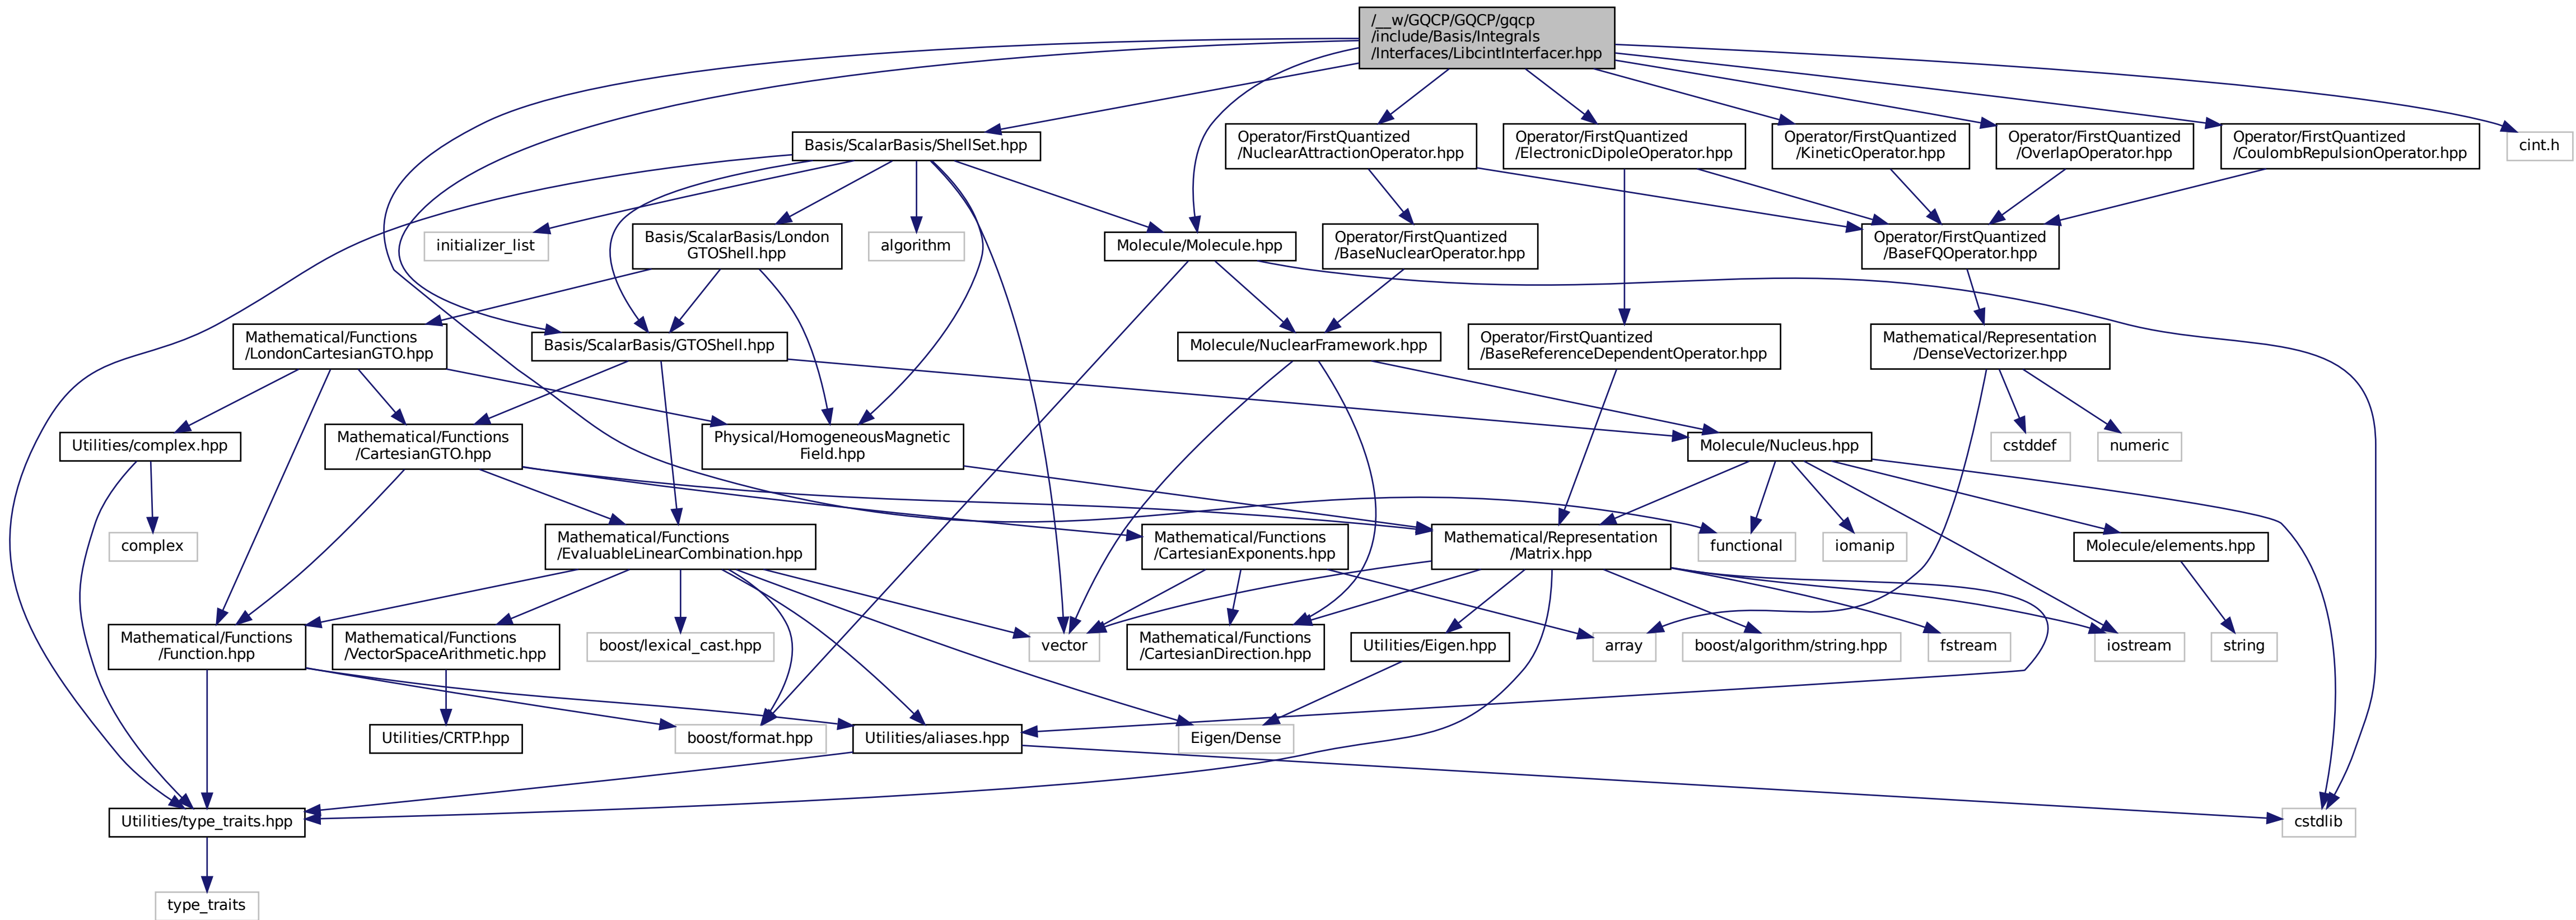 /__w/GQCP/GQCP/gqcp
/include/Basis/Integrals
/Interfaces/LibcintInterfacer.hpp
Basis/ScalarBasis/ShellSet.hpp
Operator/FirstQuantized
/NuclearAttractionOperator.hpp
Operator/FirstQuantized
/ElectronicDipoleOperator.hpp
Operator/FirstQuantized
/KineticOperator.hpp
Operator/FirstQuantized
/OverlapOperator.hpp
Operator/FirstQuantized
/CoulombRepulsionOperator.hpp
cint.h
initializer_list
Basis/ScalarBasis/London
GTOShell.hpp
algorithm
Molecule/Molecule.hpp
Operator/FirstQuantized
/BaseNuclearOperator.hpp
Operator/FirstQuantized
/BaseFQOperator.hpp
Mathematical/Functions
/LondonCartesianGTO.hpp
Basis/ScalarBasis/GTOShell.hpp
Molecule/NuclearFramework.hpp
Operator/FirstQuantized
/BaseReferenceDependentOperator.hpp
Mathematical/Representation
/DenseVectorizer.hpp
Utilities/complex.hpp
Mathematical/Functions
/CartesianGTO.hpp
Physical/HomogeneousMagnetic
Field.hpp
Molecule/Nucleus.hpp
cstddef
numeric
complex
Mathematical/Functions
/EvaluableLinearCombination.hpp
Mathematical/Functions
/CartesianExponents.hpp
Mathematical/Representation
/Matrix.hpp
functional
iomanip
Molecule/elements.hpp
Mathematical/Functions
/Function.hpp
Mathematical/Functions
/VectorSpaceArithmetic.hpp
boost/lexical_cast.hpp
vector
Mathematical/Functions
/CartesianDirection.hpp
Utilities/Eigen.hpp
array
boost/algorithm/string.hpp
fstream
iostream
string
Utilities/CRTP.hpp
boost/format.hpp
Utilities/aliases.hpp
Eigen/Dense
Utilities/type_traits.hpp
cstdlib
type_traits